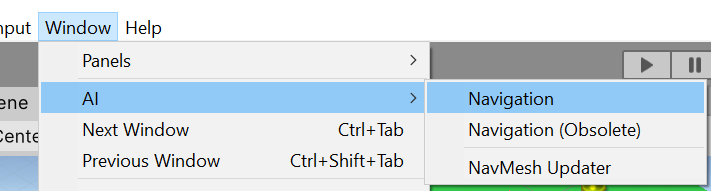 nput Window Help
Panels
ene
AI
Navigation
Cente
Next Window Ctrl+Tab
Navigation (Obsolete)
Previous Window Ctrl+Shift+Tab
NavMesh Updater